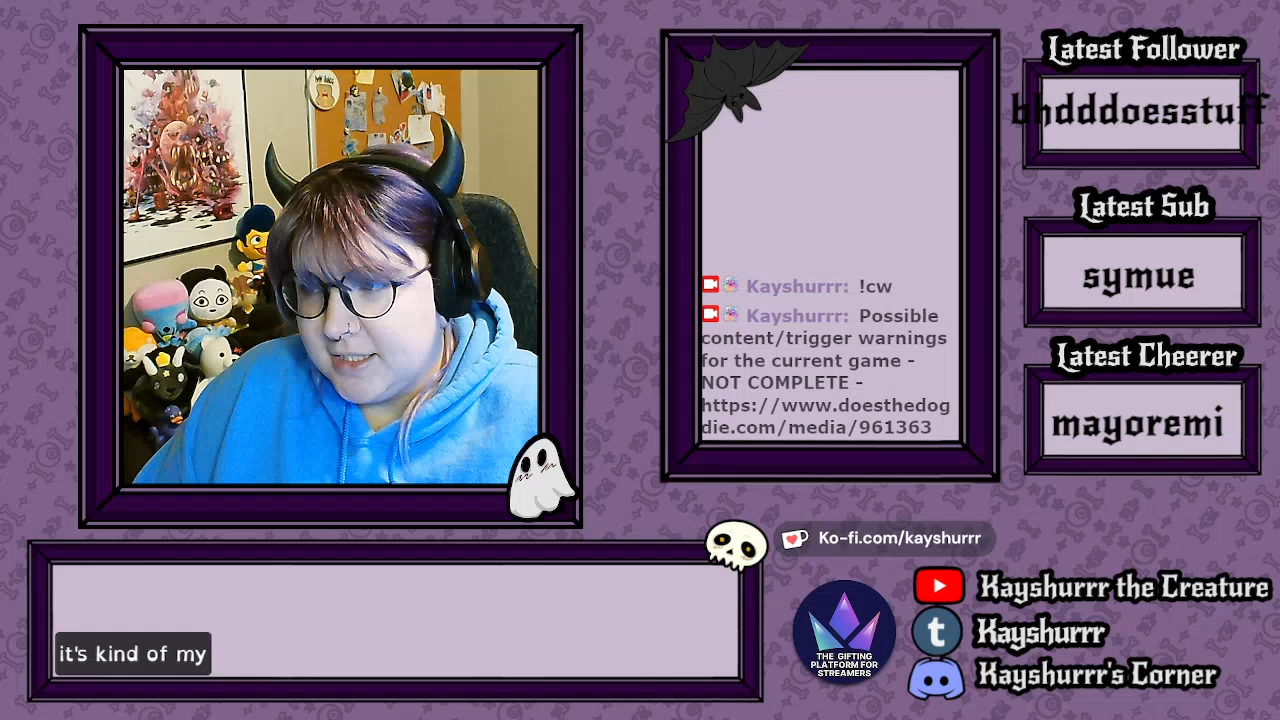 Latest Follower
bhdddoesstuff
Latest Sub
symue
Latest Cheerer
mayoremi
Kayshurrr: !cw
Kayshurrr: Possible
content/trigger warnings
for the current game -
NOT COMPLETE -
https://www.doesthedog
die.com/media/961363
Ko-fi.com/kayshurrr
THE GIFTING
PLATFORM FOR
STREAMERS
Kayshurrr the Creature
t
Kayshurrr
Kayshurrr's Corner
it's kind of my